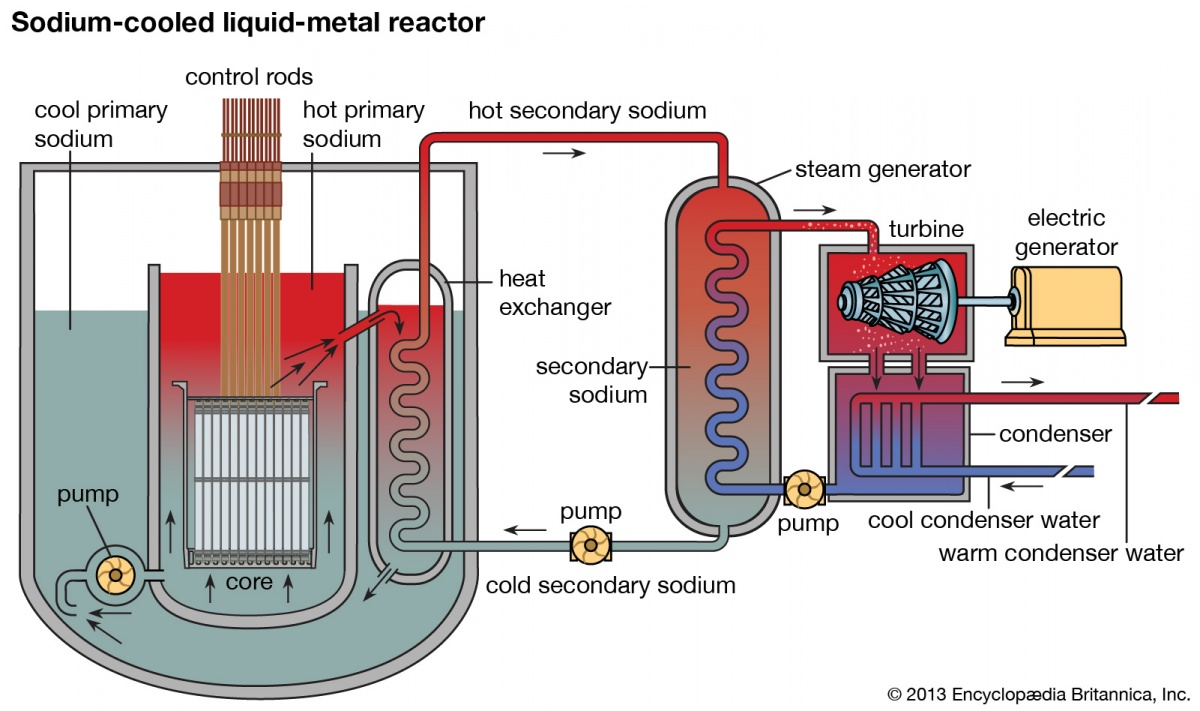 Sodium-cooled liquid-metal reactor
control rods
cool primary
sodium
hot primary
sodium
hot secondary sodium
steam generator
turbine
electric
generator
heat
exchanger
secondary
sodium
condenser
pump
core
pump
cold secondary sodium
pump
cool condenser water
warm condenser water
© 2013 Encyclopædia Britannica, Inc.